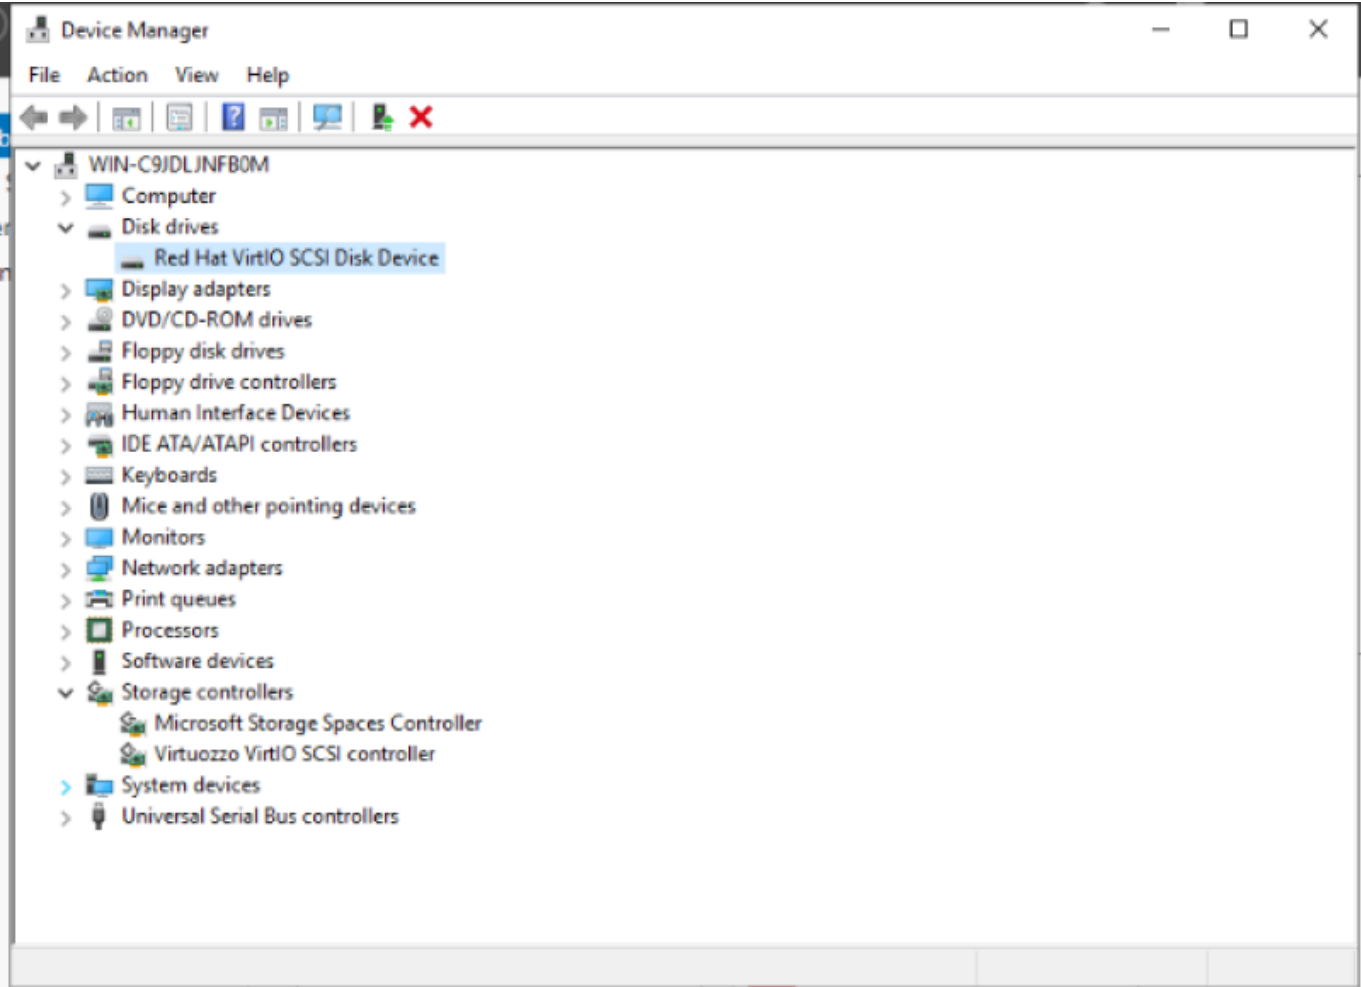 Device Manager
File Action View Help
WIN-C9JDLJNFB0M
Computer
Disk drives
Red Hat VirtIO SCSI Disk Device
Display adapters
DVD/CD-ROM drives
Floppy disk drives
Floppy drive controllers
Human Interface Devices
IDE ATA/ATAPI controllers
Keyboards
Mice and other pointing devices
Monitors
Network adapters
Print queues
Processors
Software devices
Storage controllers
Microsoft Storage Spaces Controller
Virtuozzo VirtIO SCSI controller
System devices
Universal Serial Bus controllers